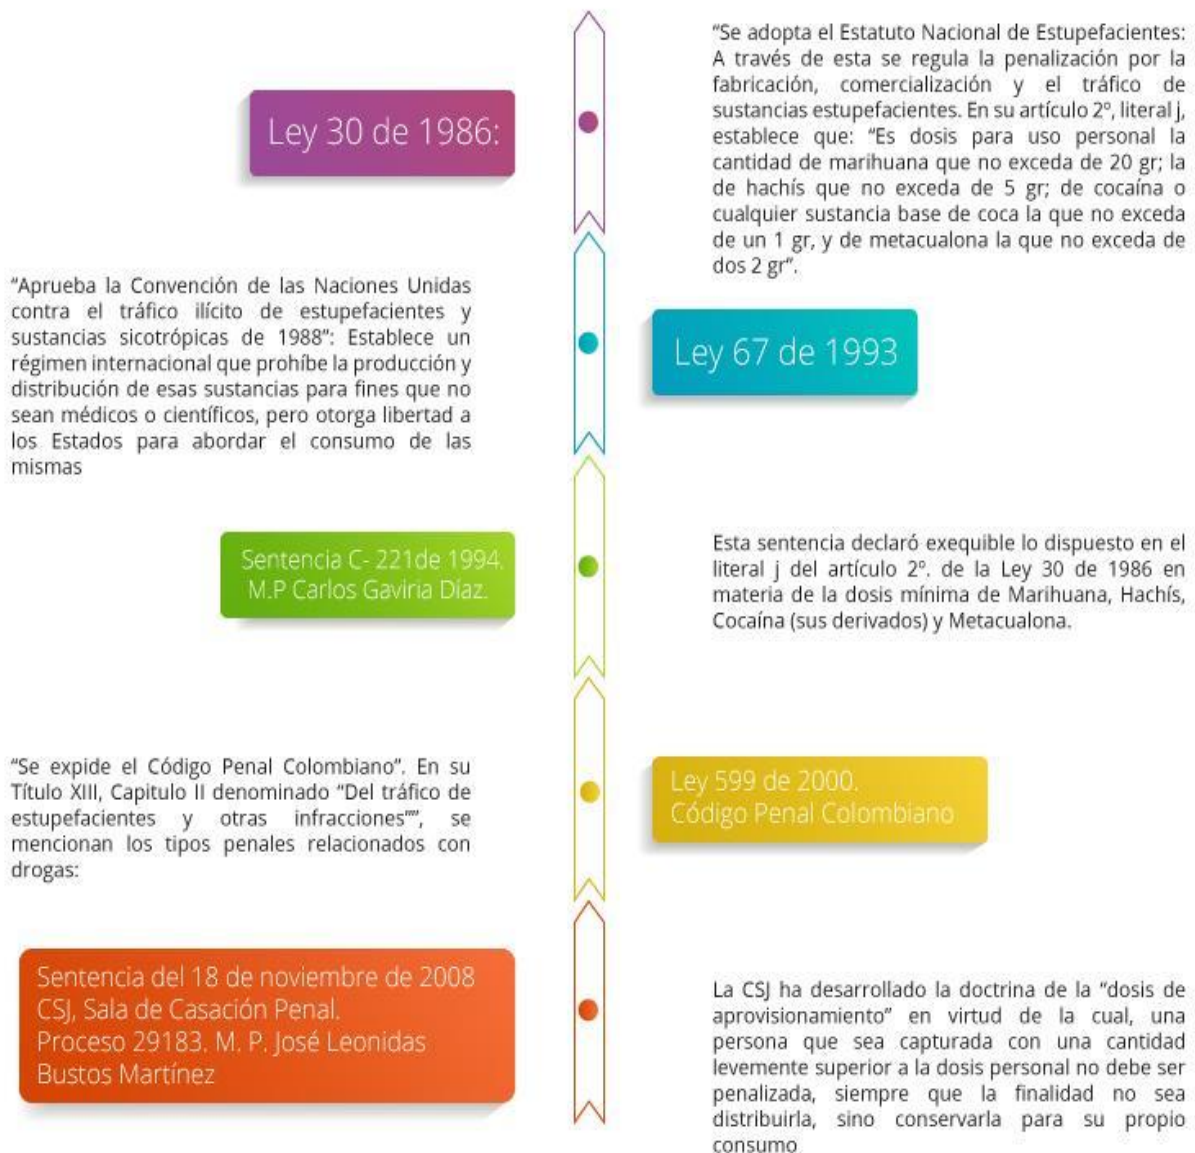 Ley 30 de 1986:
“Se adopta el Estatuto Nacional de Estupefacientes:
A través de esta se regula la penalización por la
fabricación, comercialización y el tráfico de
sustancias estupefacientes. En su artículo 2º, literal j,
establece que: “Es dosis para uso personal la
cantidad de marihuana que no exceda de 20 gr; la
de hachís que no exceda de 5 gr; de cocaína o
cualquier sustancia base de coca la que no exceda
de un 1 gr, y de metacualona la que no exceda de
dos 2 gr”.
“Aprueba la Convención de las Naciones Unidas
contra el tráfico ilícito de estupefacientes y
sustancias sicotrópicas de 1988”: Establece un
régimen internacional que prohíbe la producción y
distribución de esas sustancias para fines que no
sean médicos o científicos, pero otorga libertad a
los Estados para abordar el consumo de las
mismas
Ley 67 de 1993
Sentencia C- 221de 1994.
M.P Carlos Gaviria Díaz.
Esta sentencia declaró exequible lo dispuesto en el
literal j del artículo 2º. de la Ley 30 de 1986 en
materia de la dosis mínima de Marihuana, Hachís,
Cocaína (sus derivados) y Metacualona.
“Se expide el Código Penal Colombiano”. En su
Título XIII, Capitulo II denominado “Del tráfico de
estupefacientes y otras infracciones””, se
mencionan los tipos penales relacionados con
drogas:
Ley 599 de 2000.
Código Penal Colombiano
Sentencia del 18 de noviembre de 2008
CSJ, Sala de Casación Penal.
Proceso 29183. M. P. José Leonidas
Bustos Martínez
La CSJ ha desarrollado la doctrina de la “dosis de
aprovisionamiento” en virtud de la cual, una
persona que sea capturada con una cantidad
levemente superior a la dosis personal no debe ser
penalizada, siempre que la finalidad no sea
distribuirla, sino conservarla para su propio
consumo